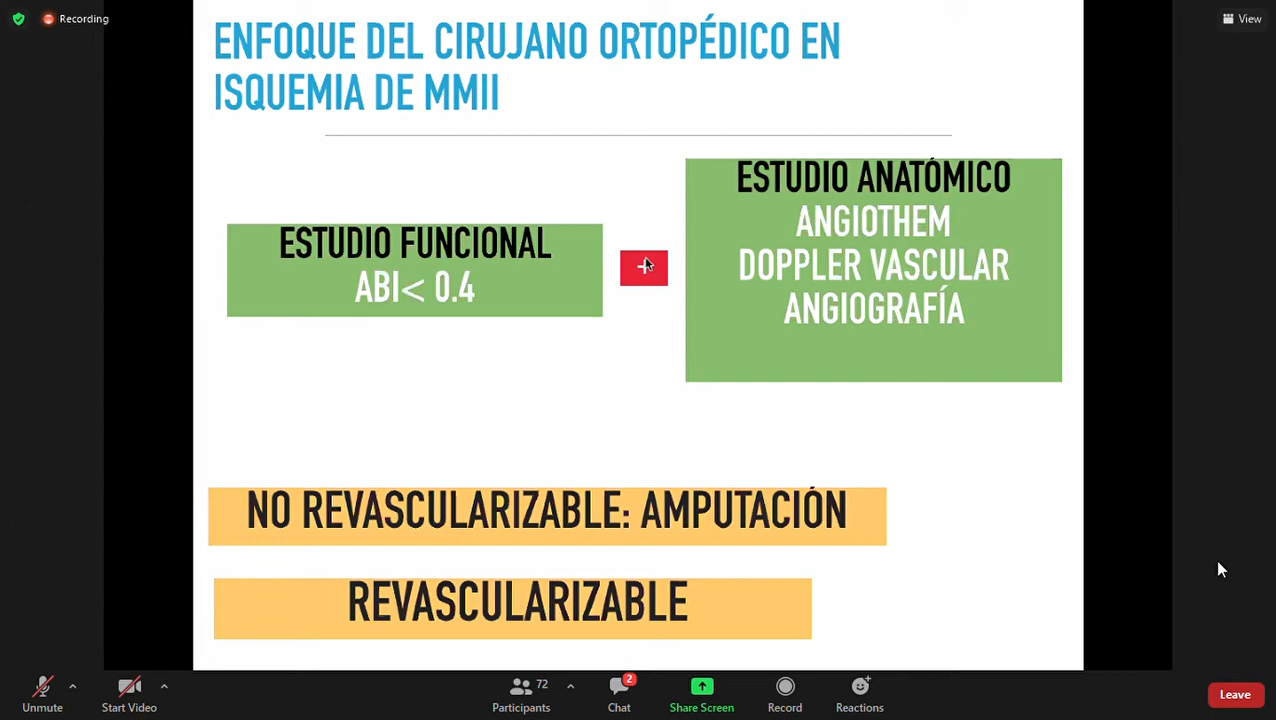 Recording
View
ENFOQUE DEL CIRUJANO ORTOPÉDICO EN
ISQUEMIA DE MMII
ESTUDIO FUNCIONAL
ABI< 0.4
+
ESTUDIO ANATÓMICO
ANGIOTHEM
DOPPLER VASCULAR
ANGIOGRAFÍA
NO REVASCULARIZABLE: AMPUTACIÓN
REVASCULARIZABLE
Unmute
Start Video
72
Participants
2
Chat
Share Screen
Record
Reactions
Leave